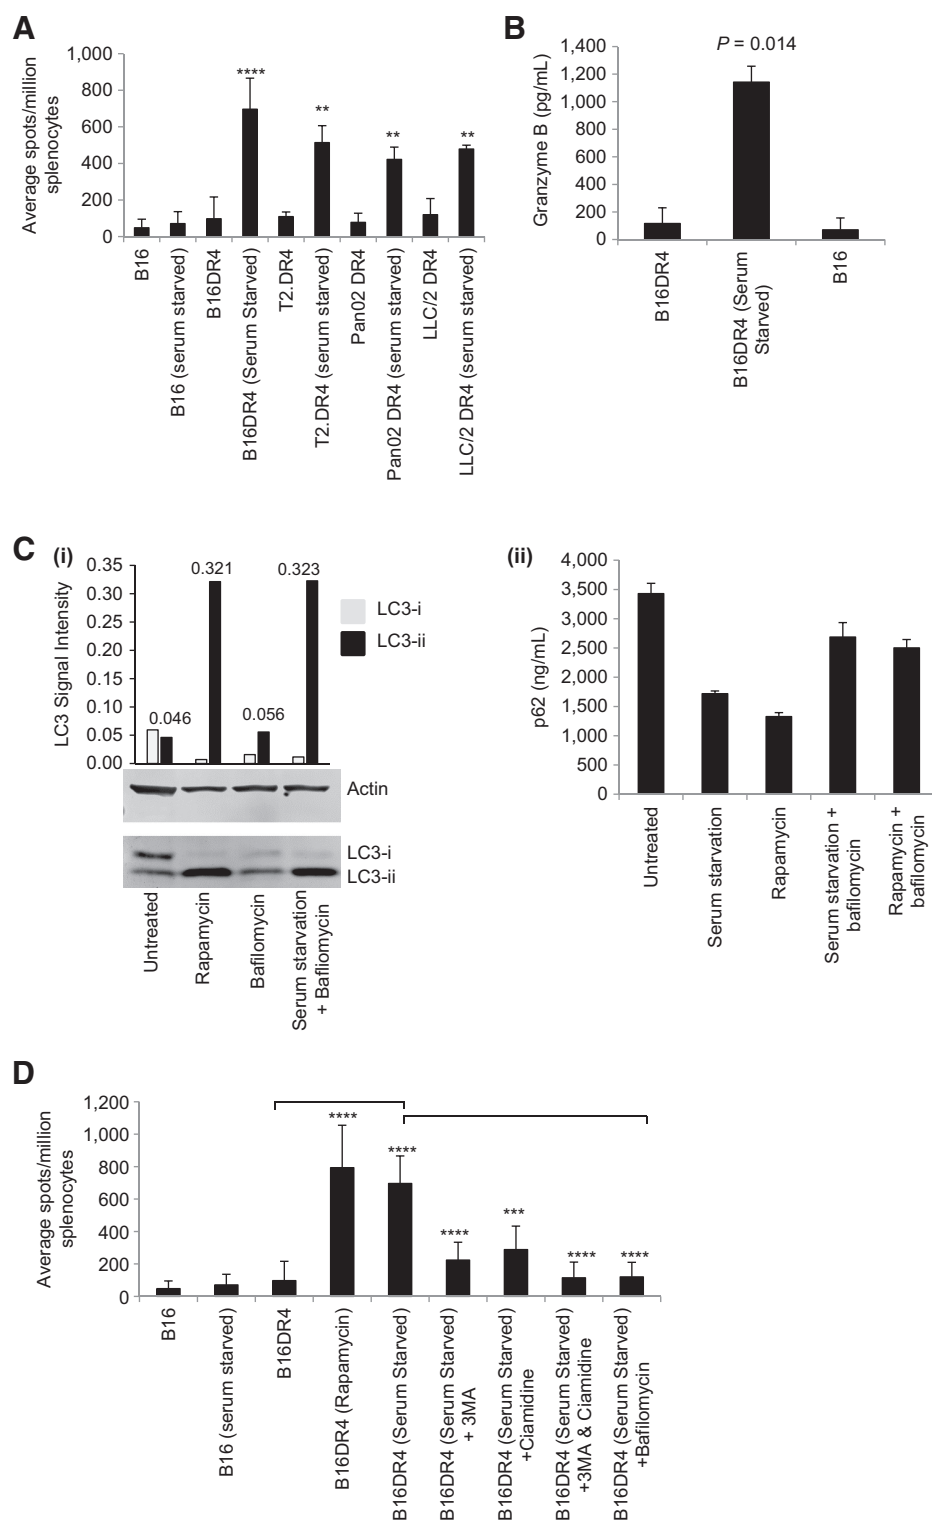 A
Average spots/million
splenocytes
1,000
800
600
400
200
0
****
**
**
**
B16
B16 (serum starved)
B16DR4
B16DR4 (Serum Starved)
T2.DR4
T2.DR4 (serum starved)
Pan02 DR4
Pan02 DR4 (serum starved)
LLC/2 DR4
LLC/2 DR4 (serum starved)
B
Granzyme B (pg/mL)
1,400
1,200
1,000
800
600
400
200
0
P = 0.014
B16DR4
B16DR4 (Serum
Starved)
B16
C
(i)
LC3 Signal Intensity
0.35
0.30
0.25
0.20
0.15
0.10
0.05
0.00
0.046
0.321
0.056
0.323
LC3-i
LC3-ii
Actin
LC3-i
LC3-ii
Untreated
Rapamycin
Bafilomycin
Serum starvation
+ Bafliomycin
(ii)
p62 (ng/mL)
4,000
3,500
3,000
2,500
2,000
1,500
1,000
500
0
Untreated
Serum starvation
Rapamycin
Serum starvation +
bafilomycin
Rapamycin +
bafilomycin
D
Average spots/million
splenocytes
1,200
1,000
800
600
400
200
0
****
****
****
***
****
****
B16
B16 (serum starved)
B16DR4
B16DR4 (Rapamycin)
B16DR4 (Serum Starved)
B16DR4 (Serum Starved)
+ 3MA
B16DR4 (Serum Starved)
+Ciamidine
B16DR4 (Serum Starved)
+3MA & Ciamidine
B16DR4 (Serum Starved)
+Bafilomycin